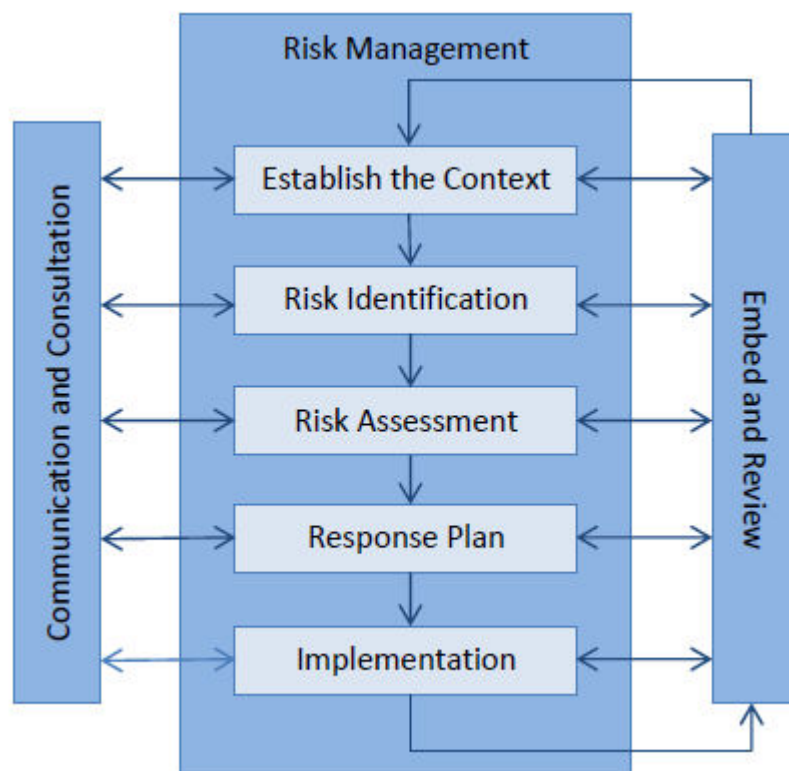 Risk Management
Communication and Consultation
Establish the Context
Risk Identification
Risk Assessment
Response Plan
Implementation
Embed and Review